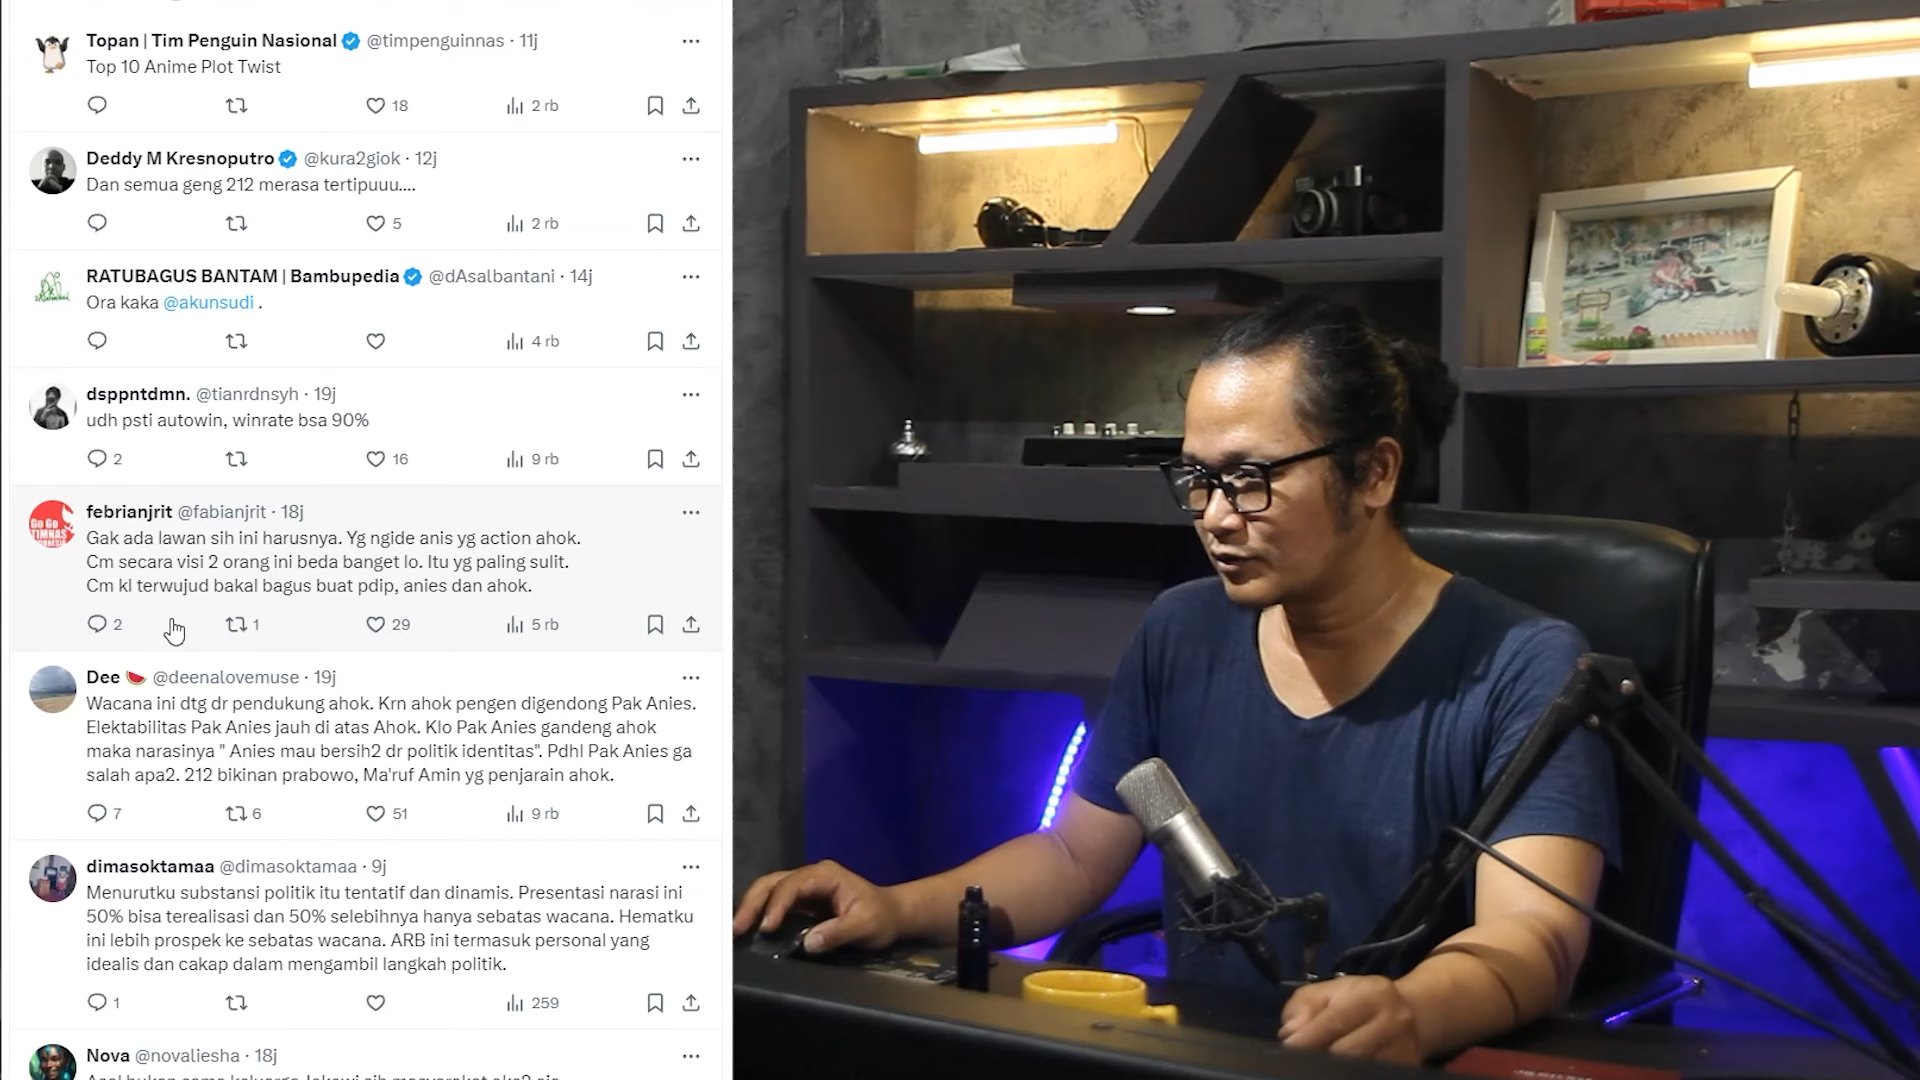 Topan | Tim Penguin Nasional @timpenguinnas · 11j
Top 10 Anime Plot Twist
18 2 rb
Deddy M Kresnoputro @kura2giok · 12j
Dan semua geng 212 merasa tertipuuu....
5 2 rb
RATUBAGUS BANTAM | Bambupedia @dAsalbantani · 14j
Ora kaka @akunsudi .
4 rb
dsppntdmn. @tianrdnsyh · 19j
udh psti autowin, winrate bsa 90%
2 16 9 rb
febrianjrit @fabianjrit · 18j
Go Go
TIMNAS
Gak ada lawan sih ini harusnya. Yg ngide anis yg action ahok.
Cm secara visi 2 orang ini beda banget lo. Itu yg paling sulit.
Cm kl terwujud bakal bagus buat pdip, anies dan ahok.
2 1 29 5 rb
Dee @deenalovemuse · 19j
Wacana ini dtg dr pendukung ahok. Krn ahok pengen digendong Pak Anies.
Elektabilitas Pak Anies jauh di atas Ahok. Klo Pak Anies gandeng ahok
maka narasinya " Anies mau bersih2 dr politik identitas". Pdhl Pak Anies ga
salah apa2. 212 bikinan prabowo, Ma'ruf Amin yg penjarain ahok.
7 6 51 9 rb
dimasoktamaa @dimasoktamaa · 9j
Menurutku substansi politik itu tentatif dan dinamis. Presentasi narasi ini
50% bisa terealisasi dan 50% selebihnya hanya sebatas wacana. Hematku
ini lebih prospek ke sebatas wacana. ARB ini termasuk personal yang
idealis dan cakap dalam mengambil langkah politik.
1 259
Nova @novaliesha · 18j